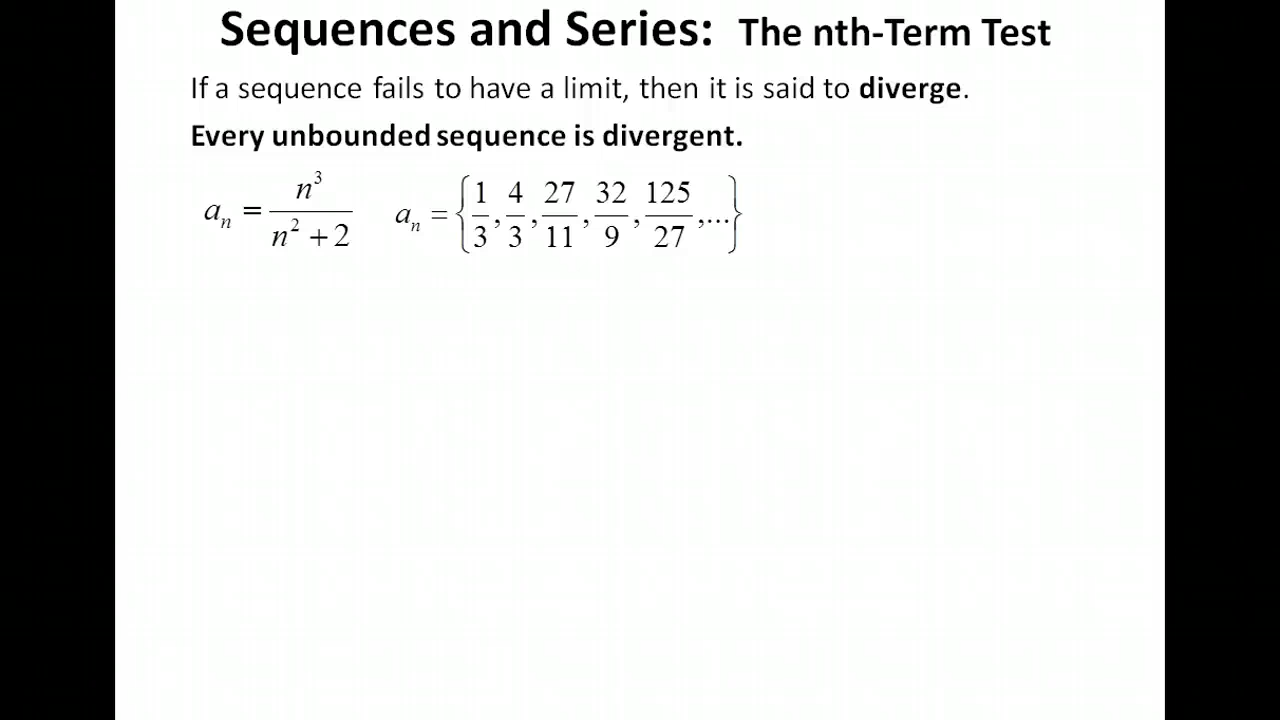 Sequences and Series: The nth-Term Test
If a sequence fails to have a limit, then it is said to diverge.
Every unbounded sequence is divergent.
a_n = n^3 / (n^2 + 2)   a_n = {1/3, 4/3, 27/11, 32/9, 125/27, ...}